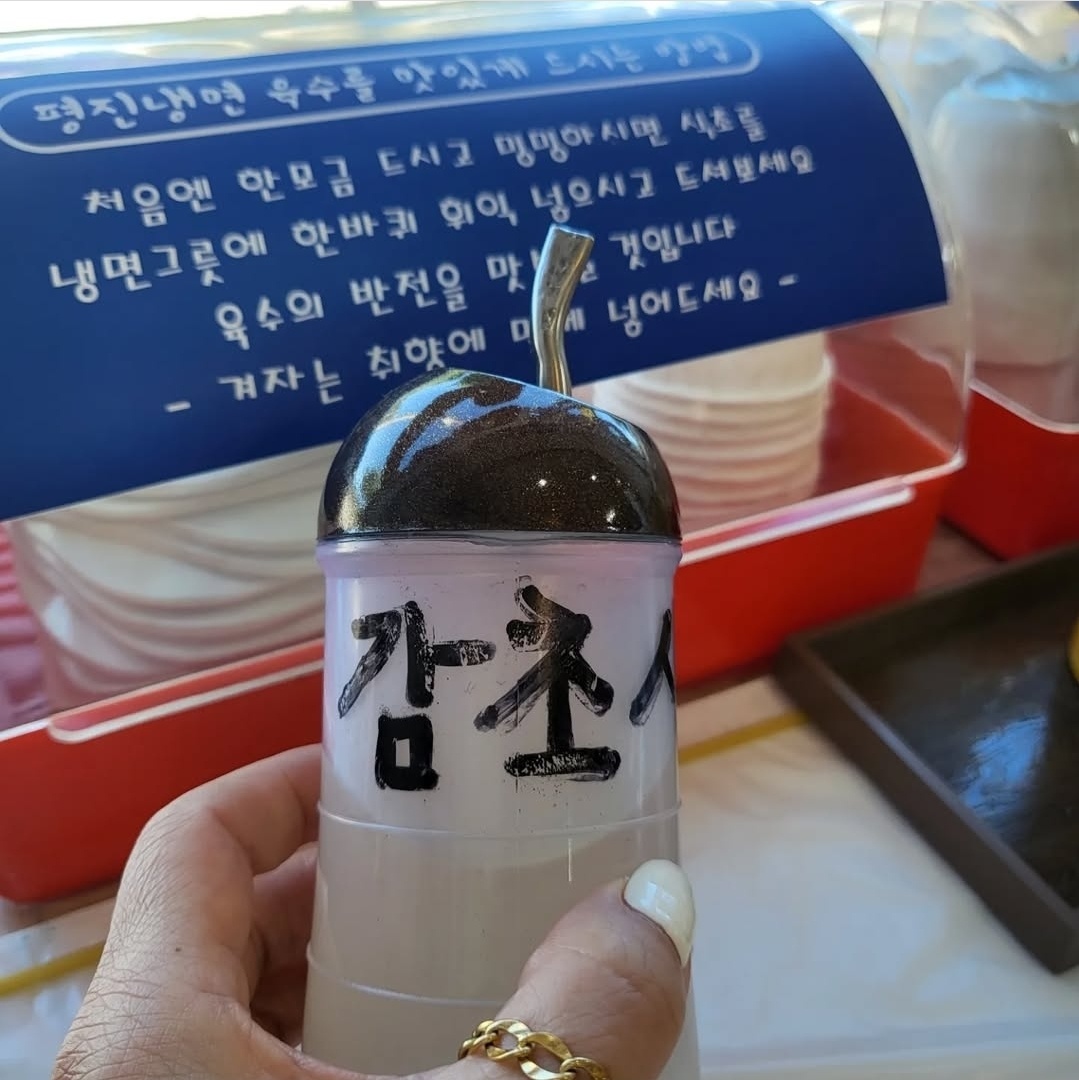 평진냉면 육수를 맛있게 드시는 방법
처음엔 한모금 드시고 밍밍하시면 식초를
냉면그릇에 한바퀴 휘익 넣으시고 드셔보세요
육수의 반전을 것입니다
- 겨자는 취향에 넣어드세요 -
감초